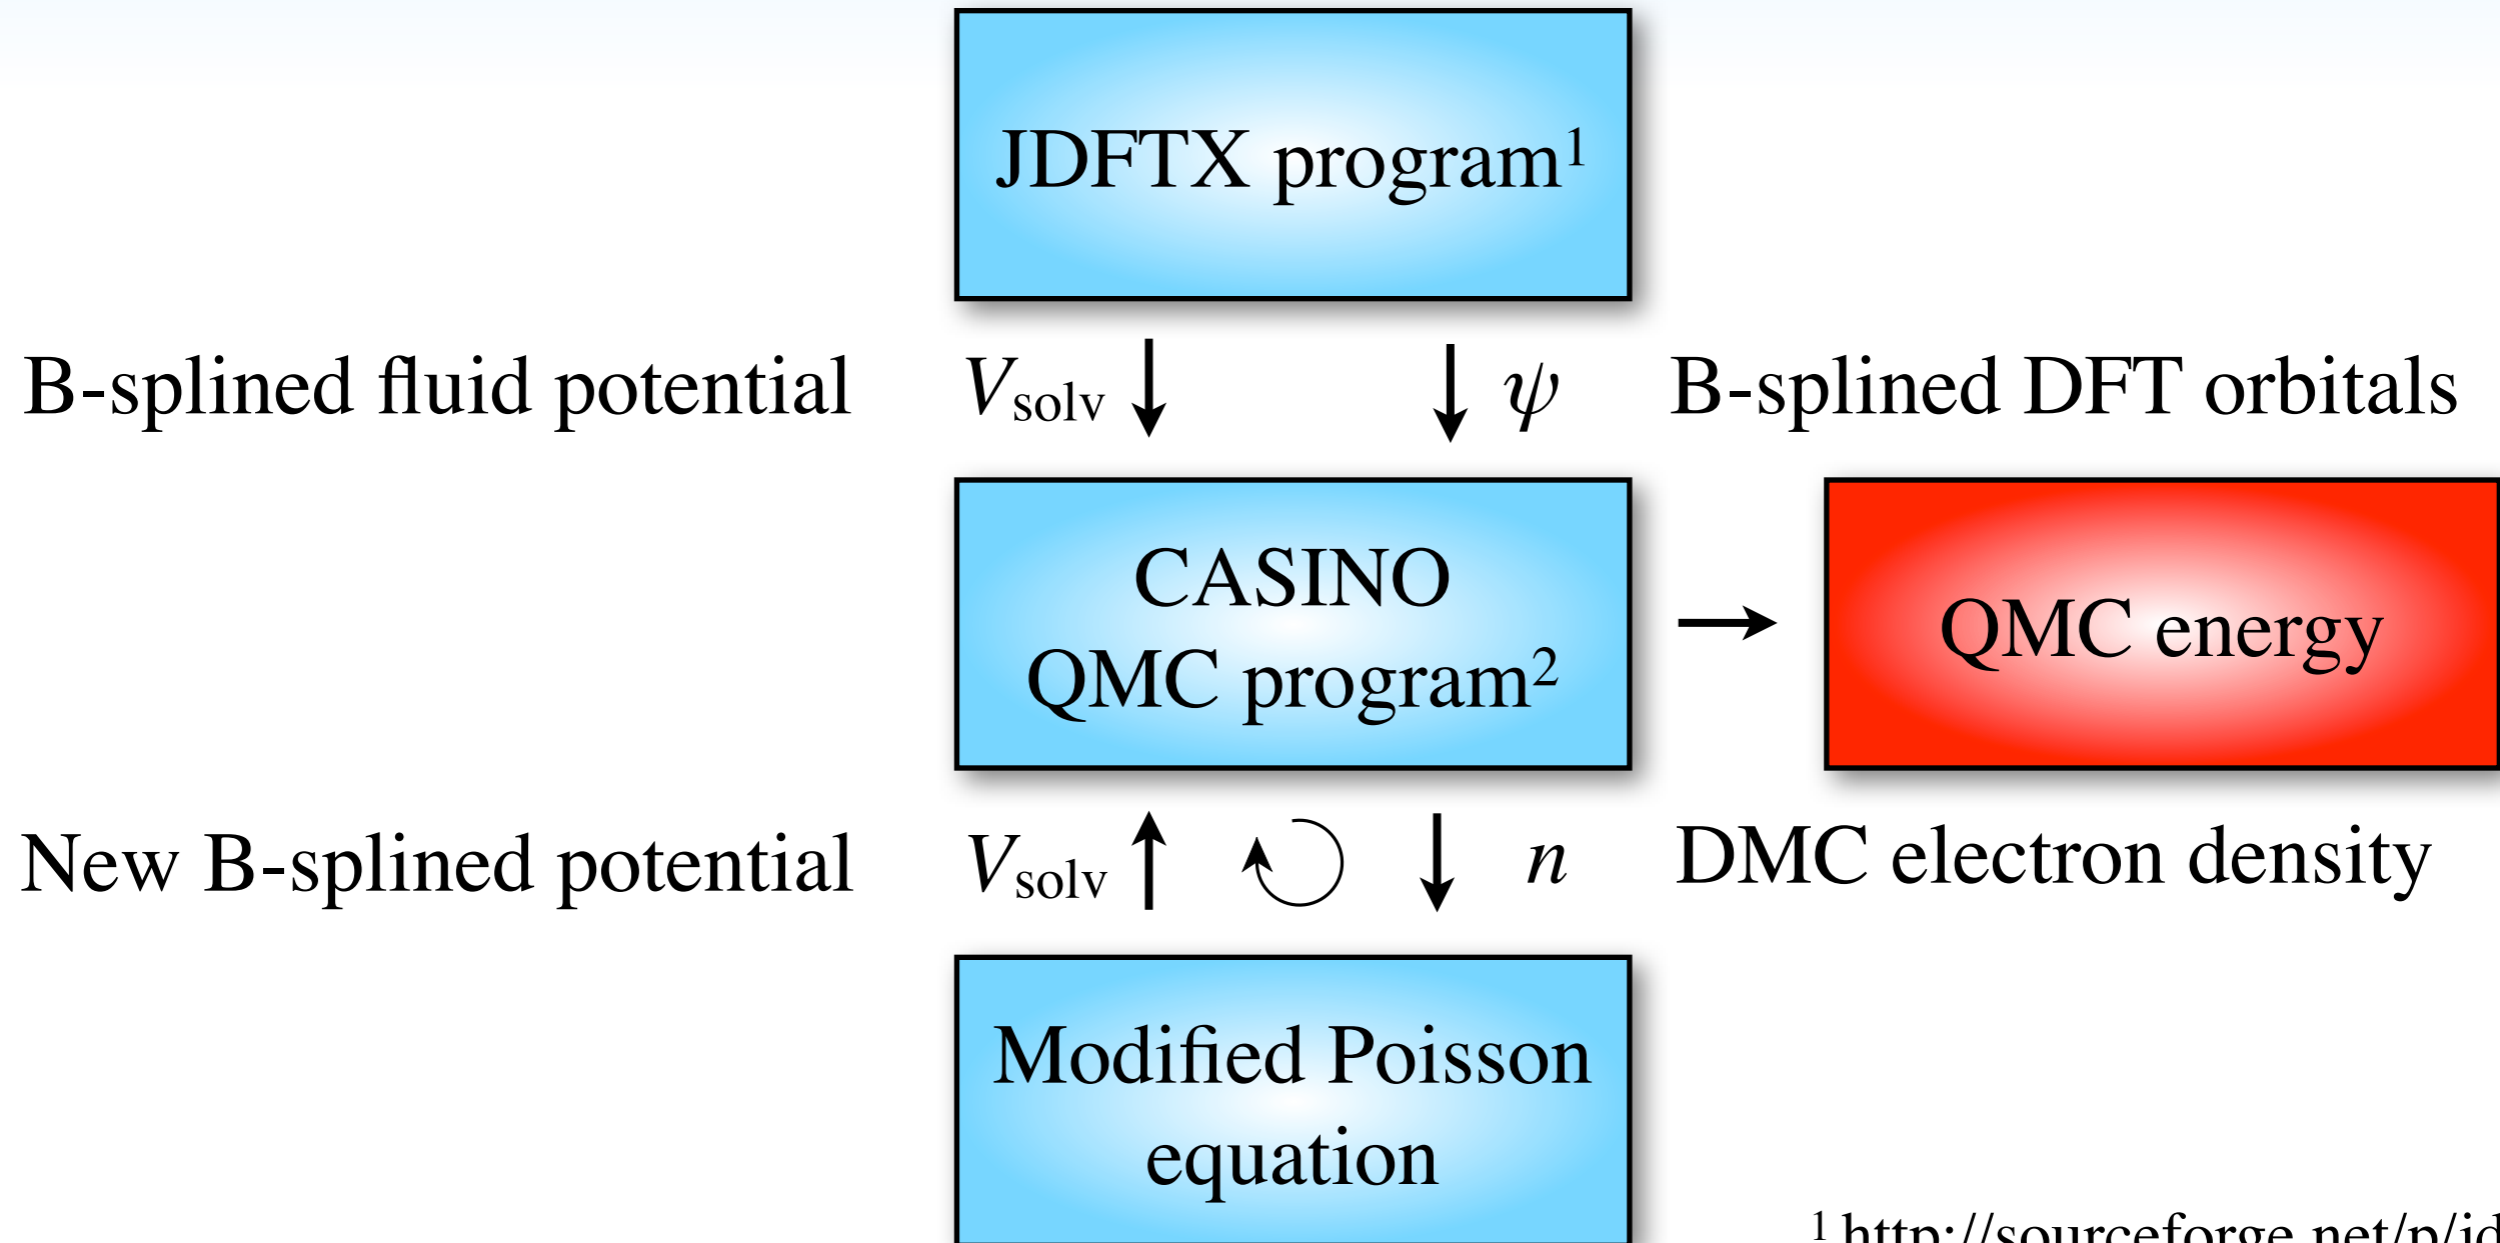 JDFTX program¹
B-splined fluid potential V_solv ψ B-splined DFT orbitals
CASINO
QMC program²
QMC energy
New B-splined potential V_solv n DMC electron density
Modified Poisson
equation
¹ http://sourceforge.net/p/jd